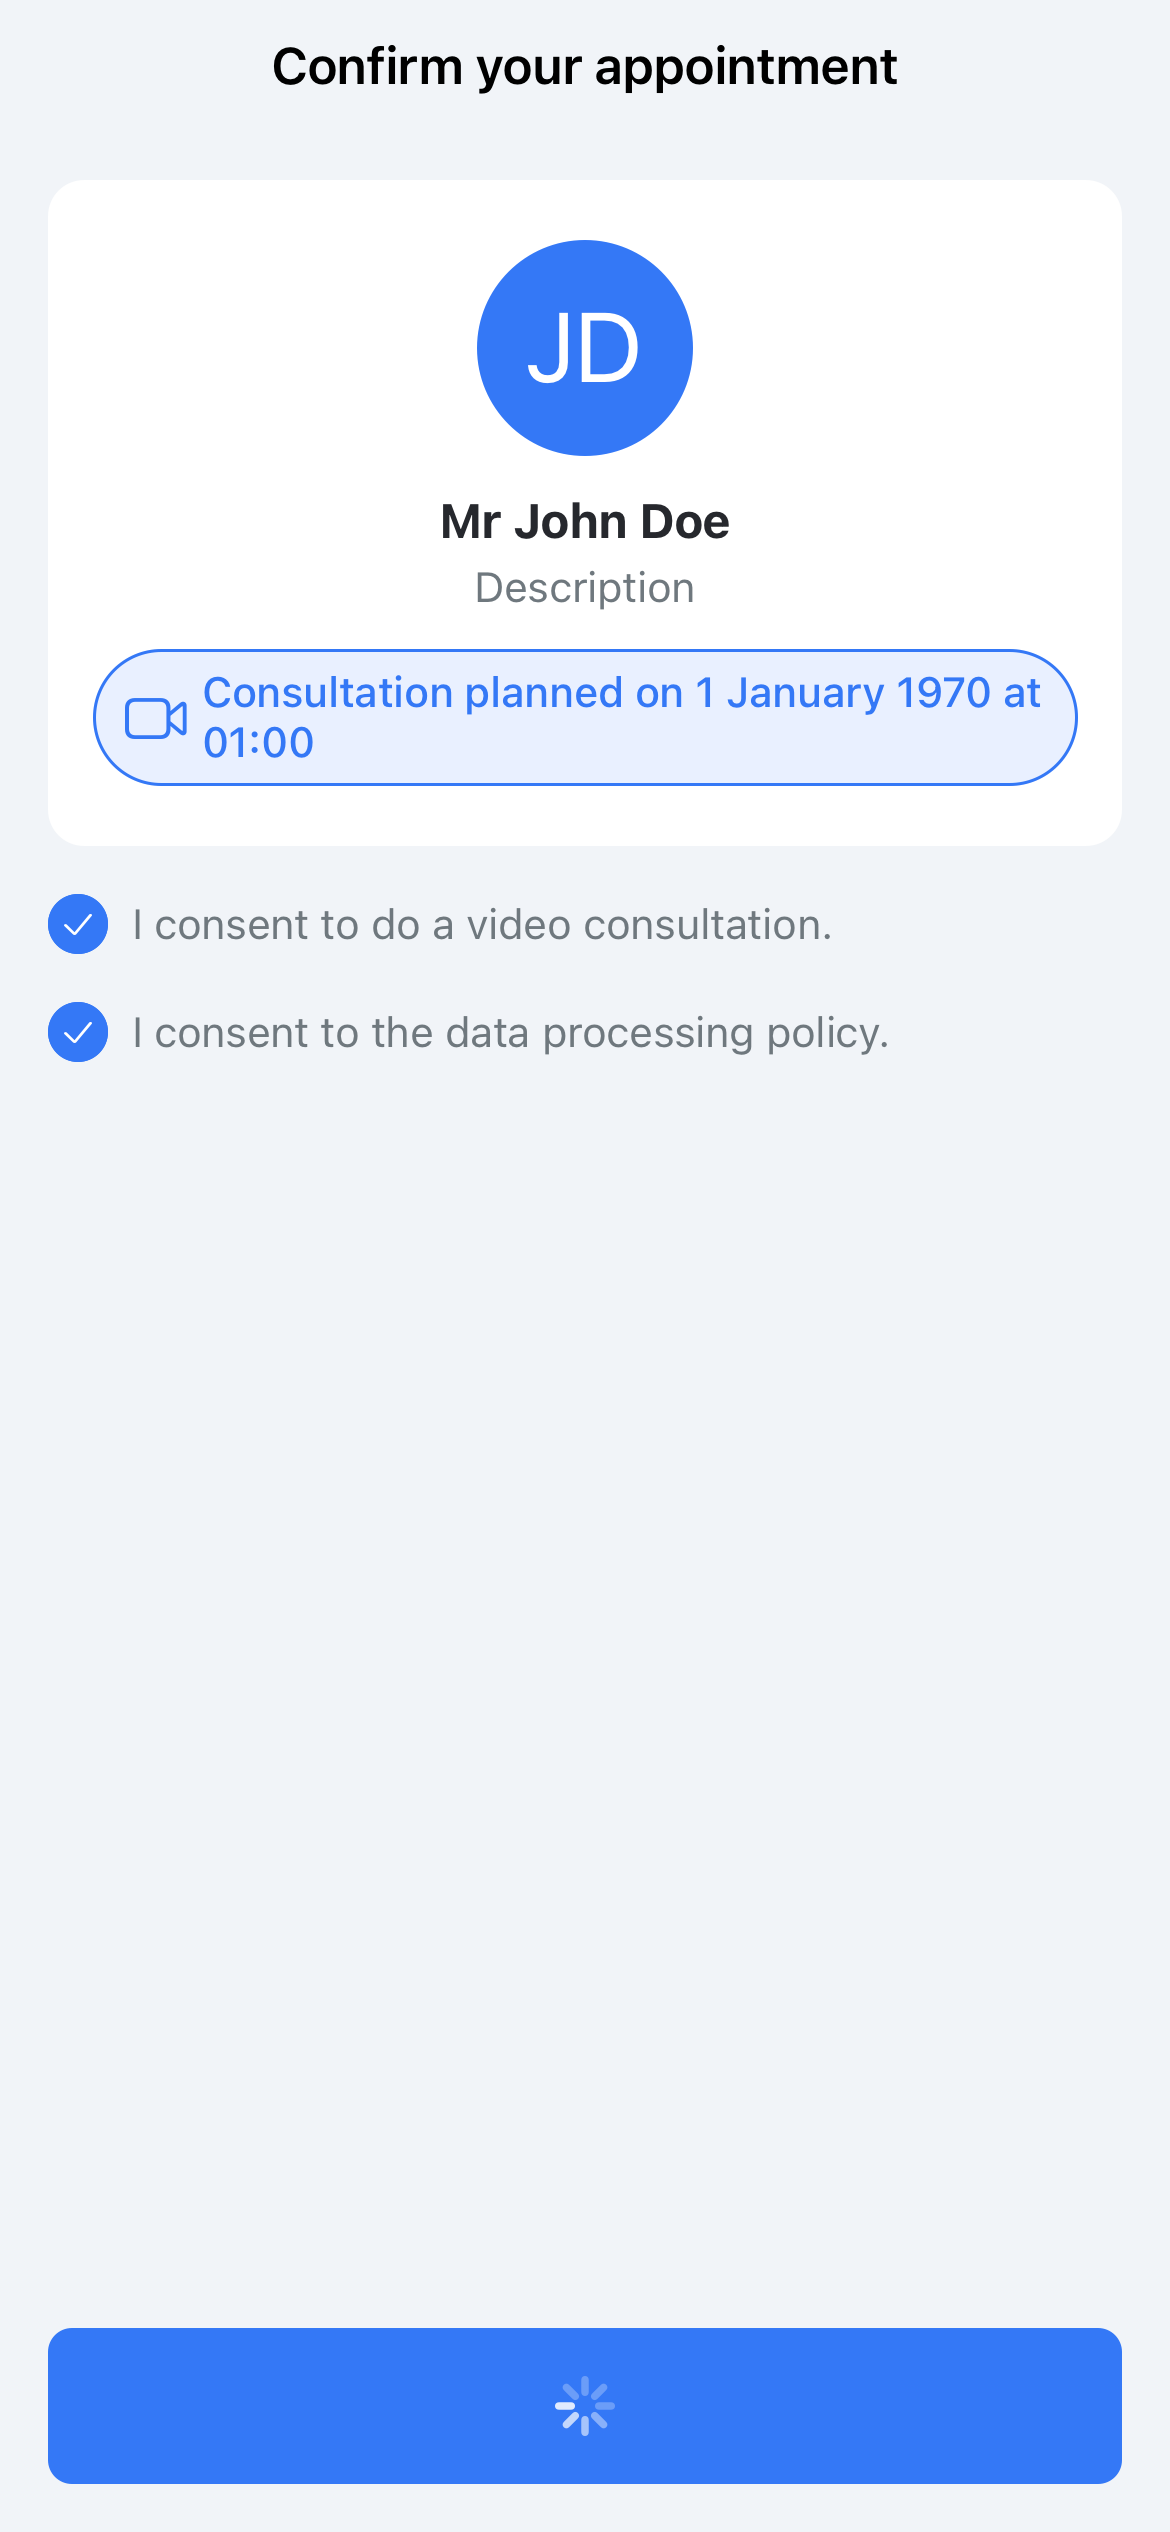 Confirm your appointment
JD
Mr John Doe
Description
Consultation planned on 1 January 1970 at
01:00
I consent to do a video consultation.
I consent to the data processing policy.